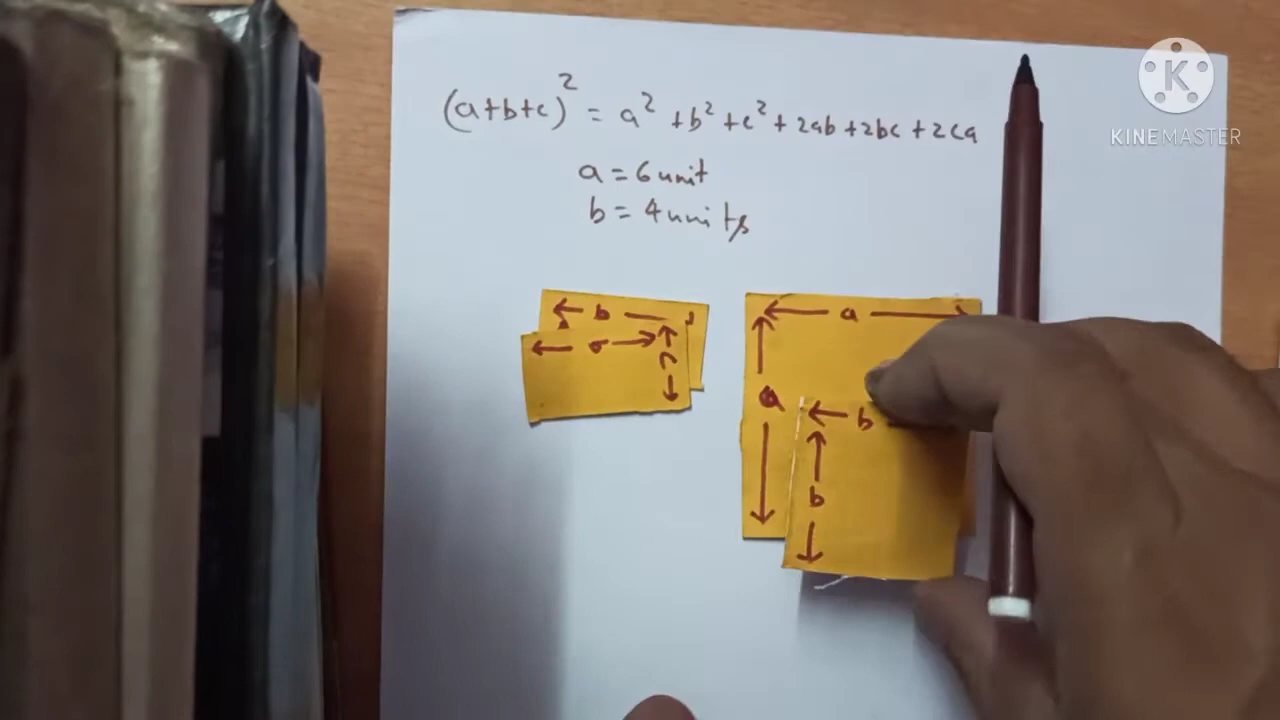 (a+b+c)² = a² + b² + c² + 2ab + 2bc + 2ca
a = 6 unit
b = 4 units
b
a
a
b
b
K
KINEMASTER